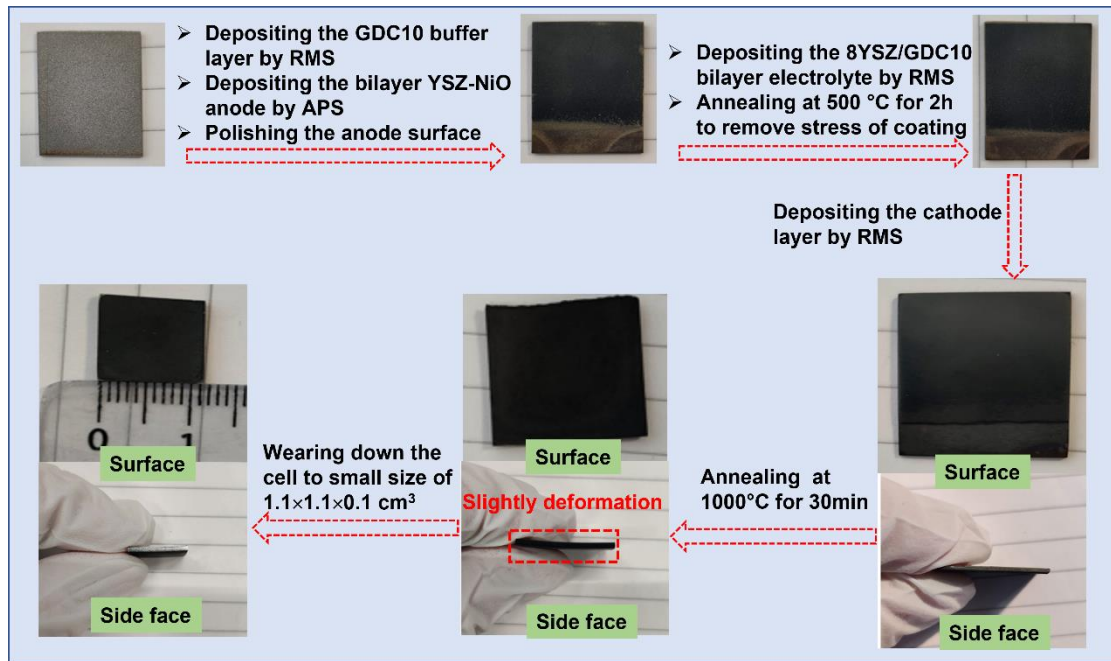 ➢ Depositing the GDC10 buffer
layer by RMS
➢ Depositing the bilayer YSZ-NiO
anode by APS
➢ Polishing the anode surface
➢ Depositing the 8YSZ/GDC10
bilayer electrolyte by RMS
➢ Annealing at 500 °C for 2h
to remove stress of coating
Depositing the cathode
layer by RMS
Surface
Side face
Annealing at
1000°C for 30min
Surface
Slightly deformation
Side face
Wearing down the
cell to small size of
1.1×1.1×0.1 cm³
0 1
Surface
Side face